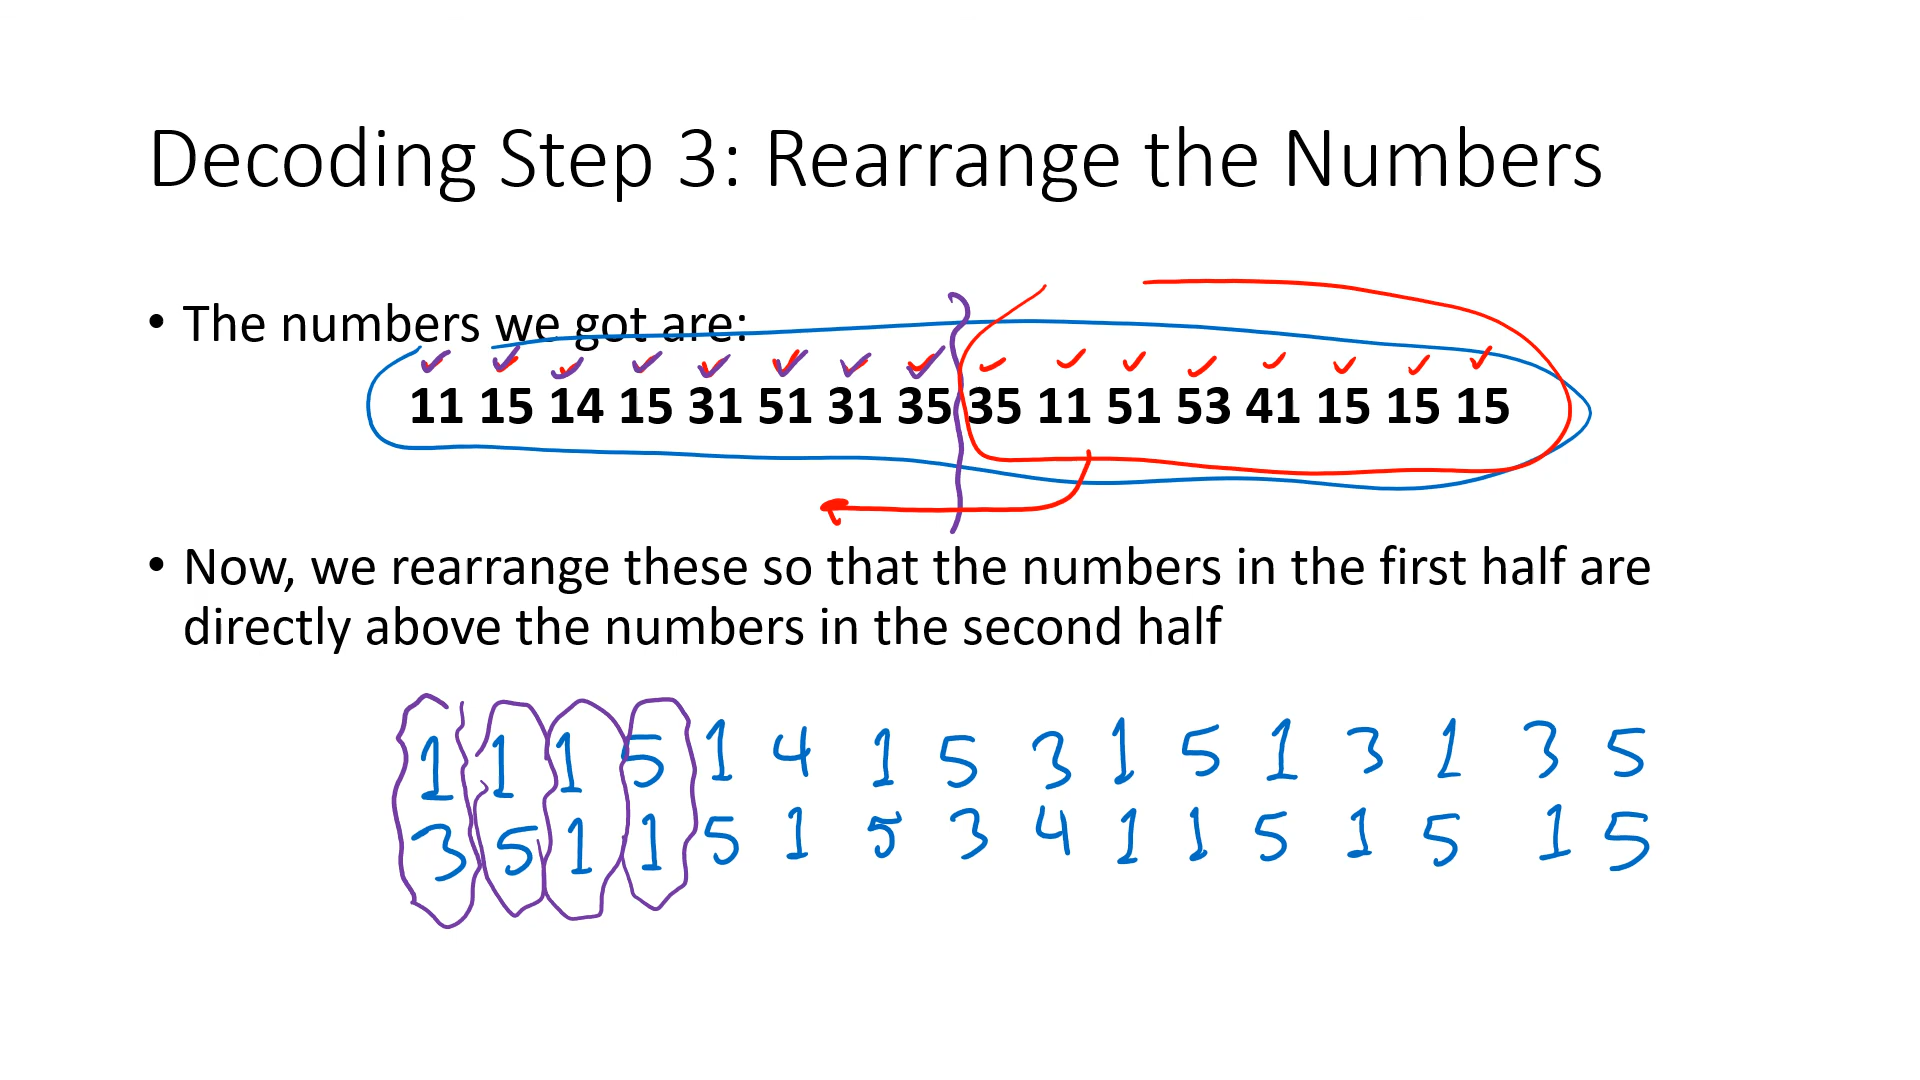 Decoding Step 3: Rearrange the Numbers
• The numbers we got are:
11 15 14 15 31 51 31 35 35 11 51 53 41 15 15 15
• Now, we rearrange these so that the numbers in the first half are
directly above the numbers in the second half
1 1 1 5 1 4 1 5 3 1 5 1 3 1 3 5
3 5 1 1 5 1 5 3 4 1 1 5 1 5 1 5